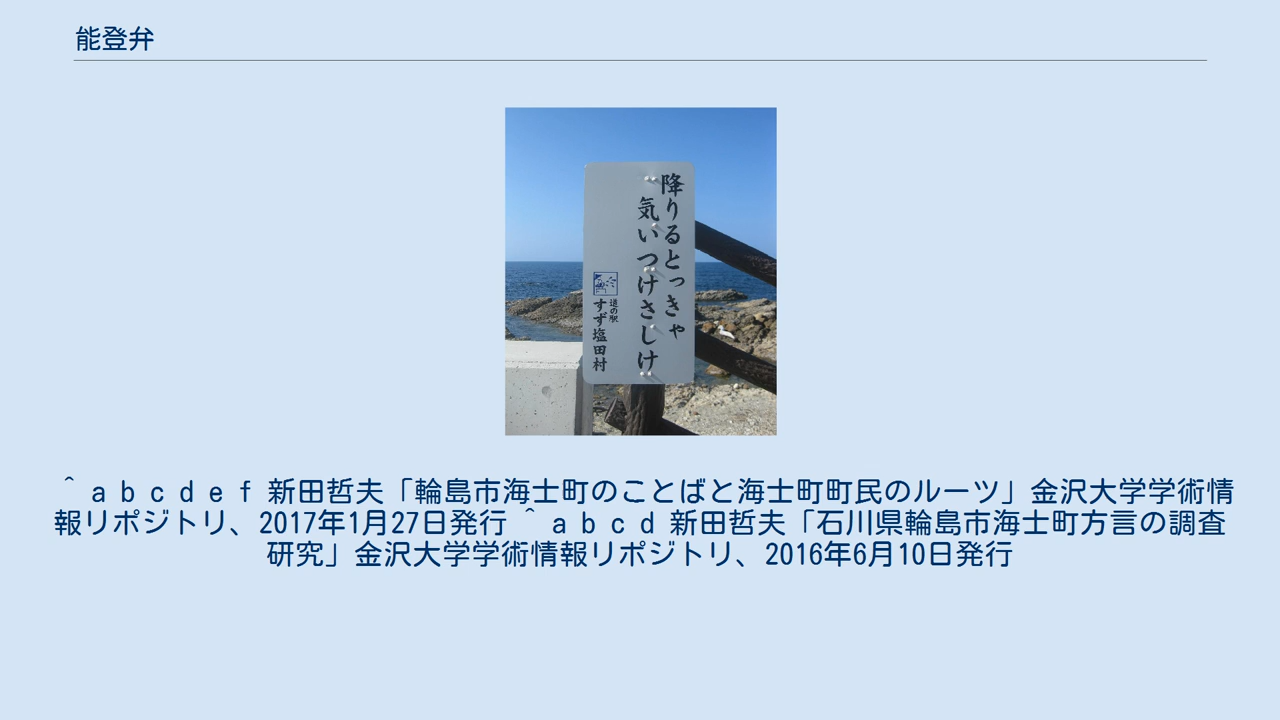 能登弁
降りるとっきゃ
気いつけさしけ
道の駅
すず塩田村
^ a b c d e f 新田哲夫「輪島市海士町のことばと海士町町民のルーツ」金沢大学学術情
報リポジトリ、2017年1月27日発行 ^ a b c d 新田哲夫「石川県輪島市海士町方言の調査
研究」金沢大学学術情報リポジトリ、2016年6月10日発行